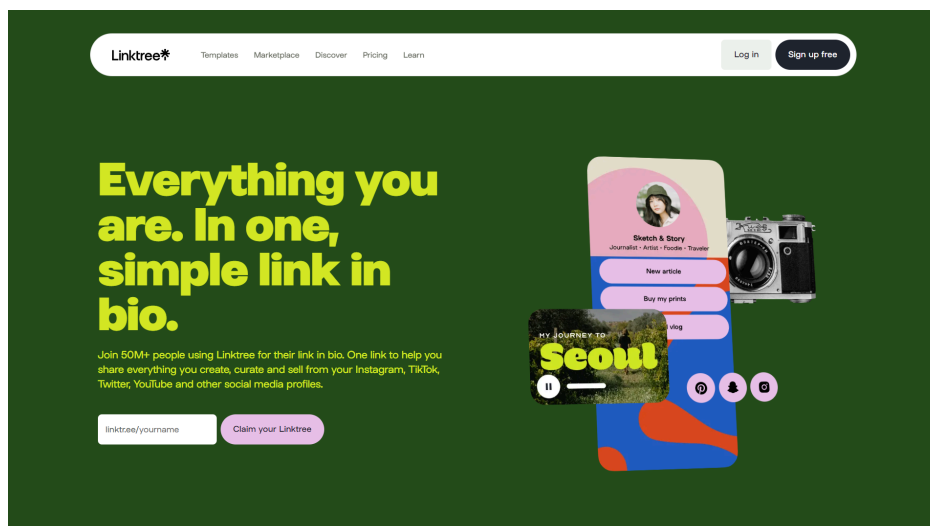 Linktree
Templates
Marketplace
Discover
Pricing
Learn
Log in
Sign up free
Everything you
are. In one,
simple link in
bio.
Join 50M+ people using Linktree for their link in bio. One link to help you
share everything you create, curate and sell from your Instagram, TikTok,
Twitter, YouTube and other social media profiles.
linktr.ee/yourname
Claim your Linktree
Sketch & Story
Journalist • Artist • Foodie • Traveler
New article
Buy my prints
vlog
MY JOURNEY TO
Seoul